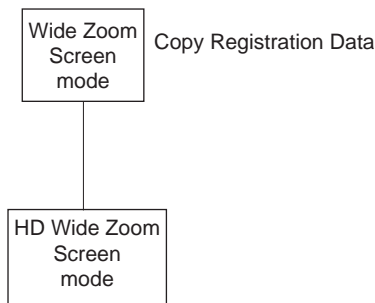 Wide Zoom
Screen
mode
Copy Registration Data
HD Wide Zoom
Screen
mode